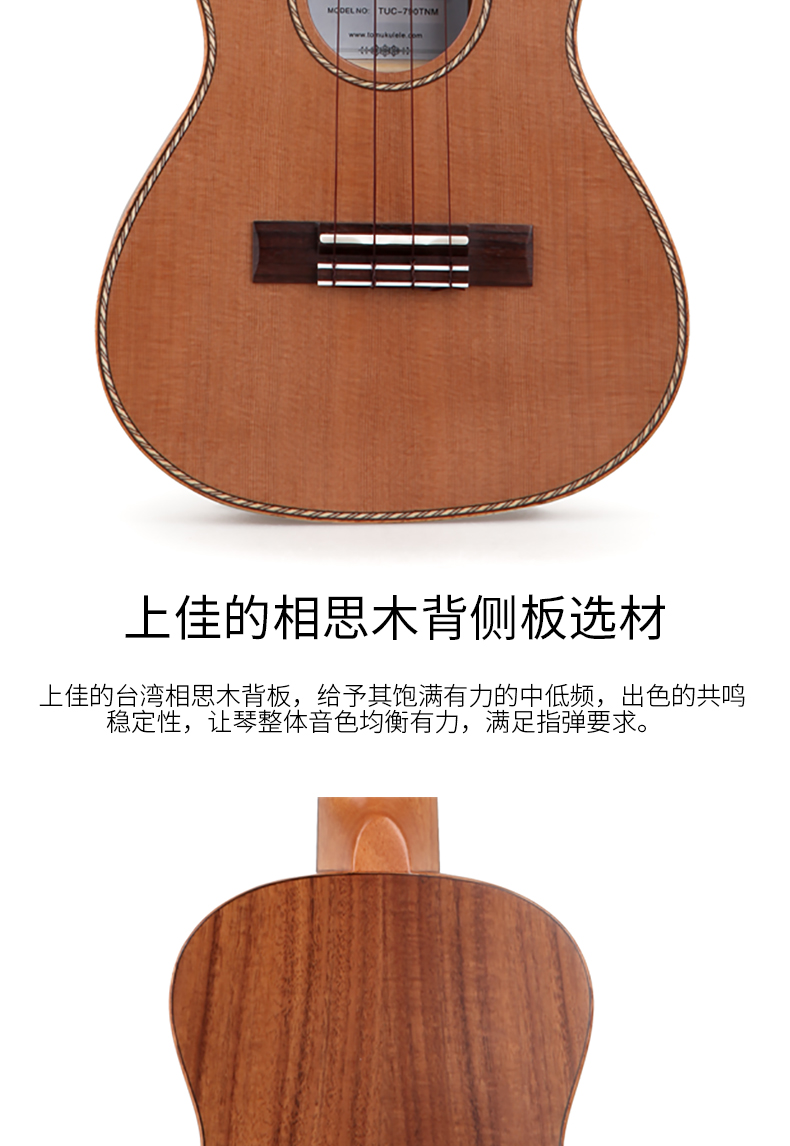 MODEL NO: TUC-790TNM
www.tomukulele.com
上佳的相思木背侧板选材
上佳的台湾相思木背板，给予其饱满有力的中低频，出色的共鸣
稳定性，让琴整体音色均衡有力，满足指弹要求。